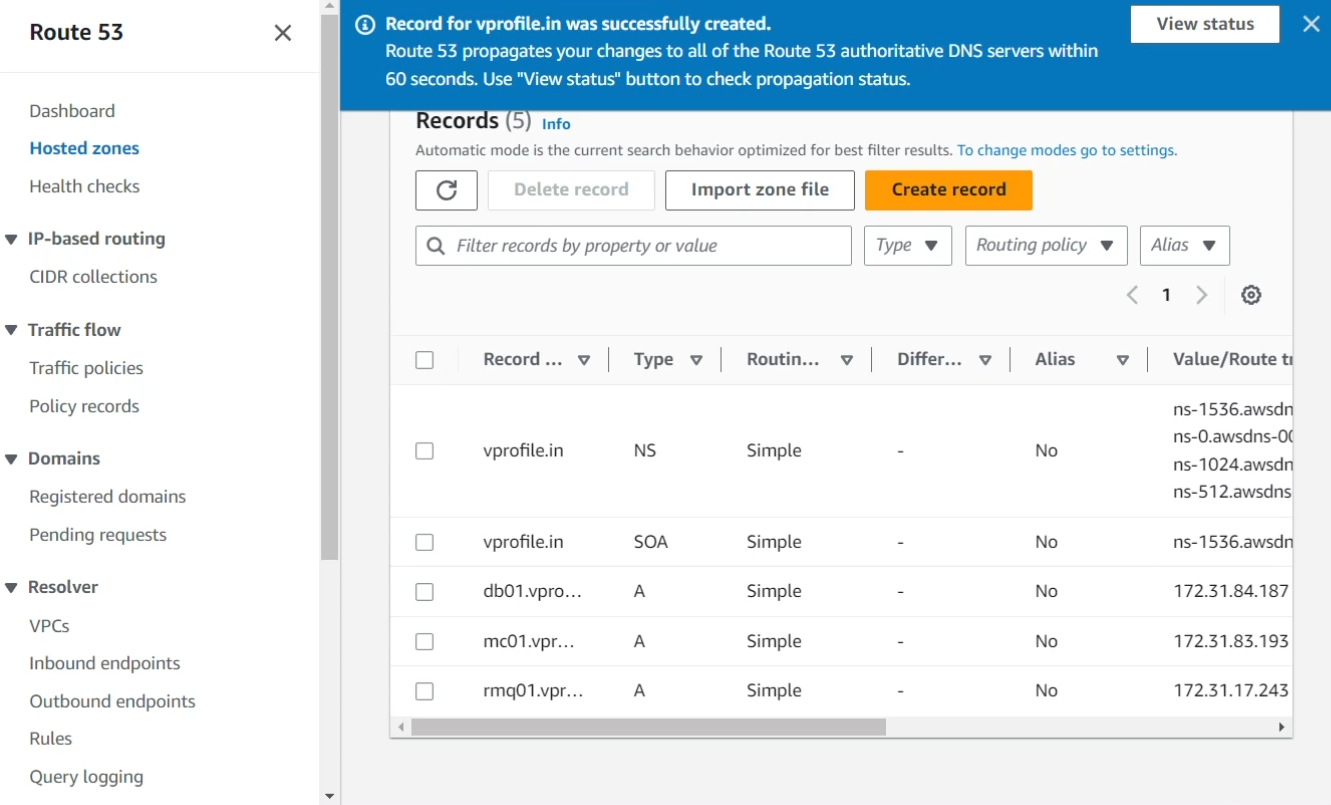 Route 53
Dashboard
Hosted zones
Health checks
IP-based routing
CIDR collections
Traffic flow
Traffic policies
Policy records
Domains
Registered domains
Pending requests
Resolver
VPCs
Inbound endpoints
Outbound endpoints
Rules
Query logging
Record for vprofile.in was successfully created.
Route 53 propagates your changes to all of the Route 53 authoritative DNS servers within
60 seconds. Use "View status" button to check propagation status.
View status
Records (5) Info
Automatic mode is the current search behavior optimized for best filter results. To change modes go to settings.
Delete record Import zone file Create record
Filter records by property or value Type Routing policy Alias
1
Record ... Type Routin... Differ... Alias Value/Route tr
vprofile.in NS Simple - No ns-1536.awsdn
ns-0.awsdns-00
ns-1024.awsdn
ns-512.awsdns-
vprofile.in SOA Simple - No ns-1536.awsdn
db01.vpro... A Simple - No 172.31.84.187
mc01.vpr... A Simple - No 172.31.83.193
rmq01.vpr... A Simple - No 172.31.17.243